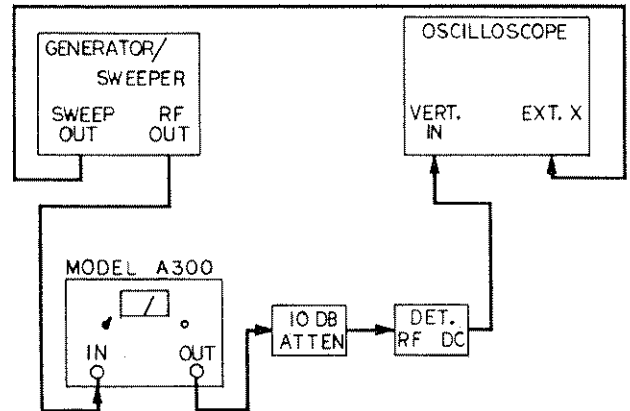 GENERATOR/
SWEEPER
SWEEP RF
OUT OUT
OSCILLOSCOPE
VERT. EXT. X
IN
MODEL A300
IN OUT
10 DB
ATTEN
DET.
RF DC